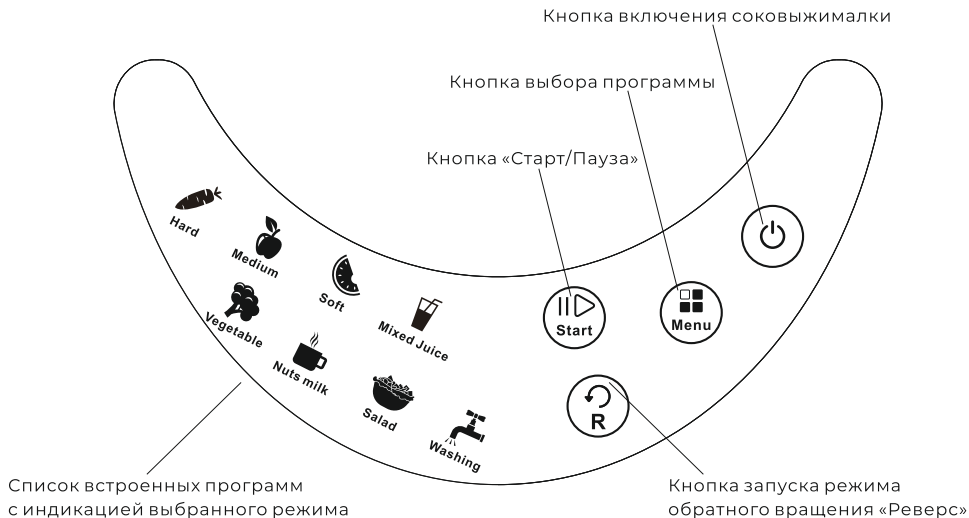 Кнопка включения соковыжималки
Кнопка выбора программы
Кнопка «Старт/Пауза»
Hard
Medium
Soft
Mixed Juice
Vegetable
Nuts milk
Salad
Washing
Start
Menu
R
Список встроенных программ
с индикацией выбранного режима
Кнопка запуска режима
обратного вращения «Реверс»